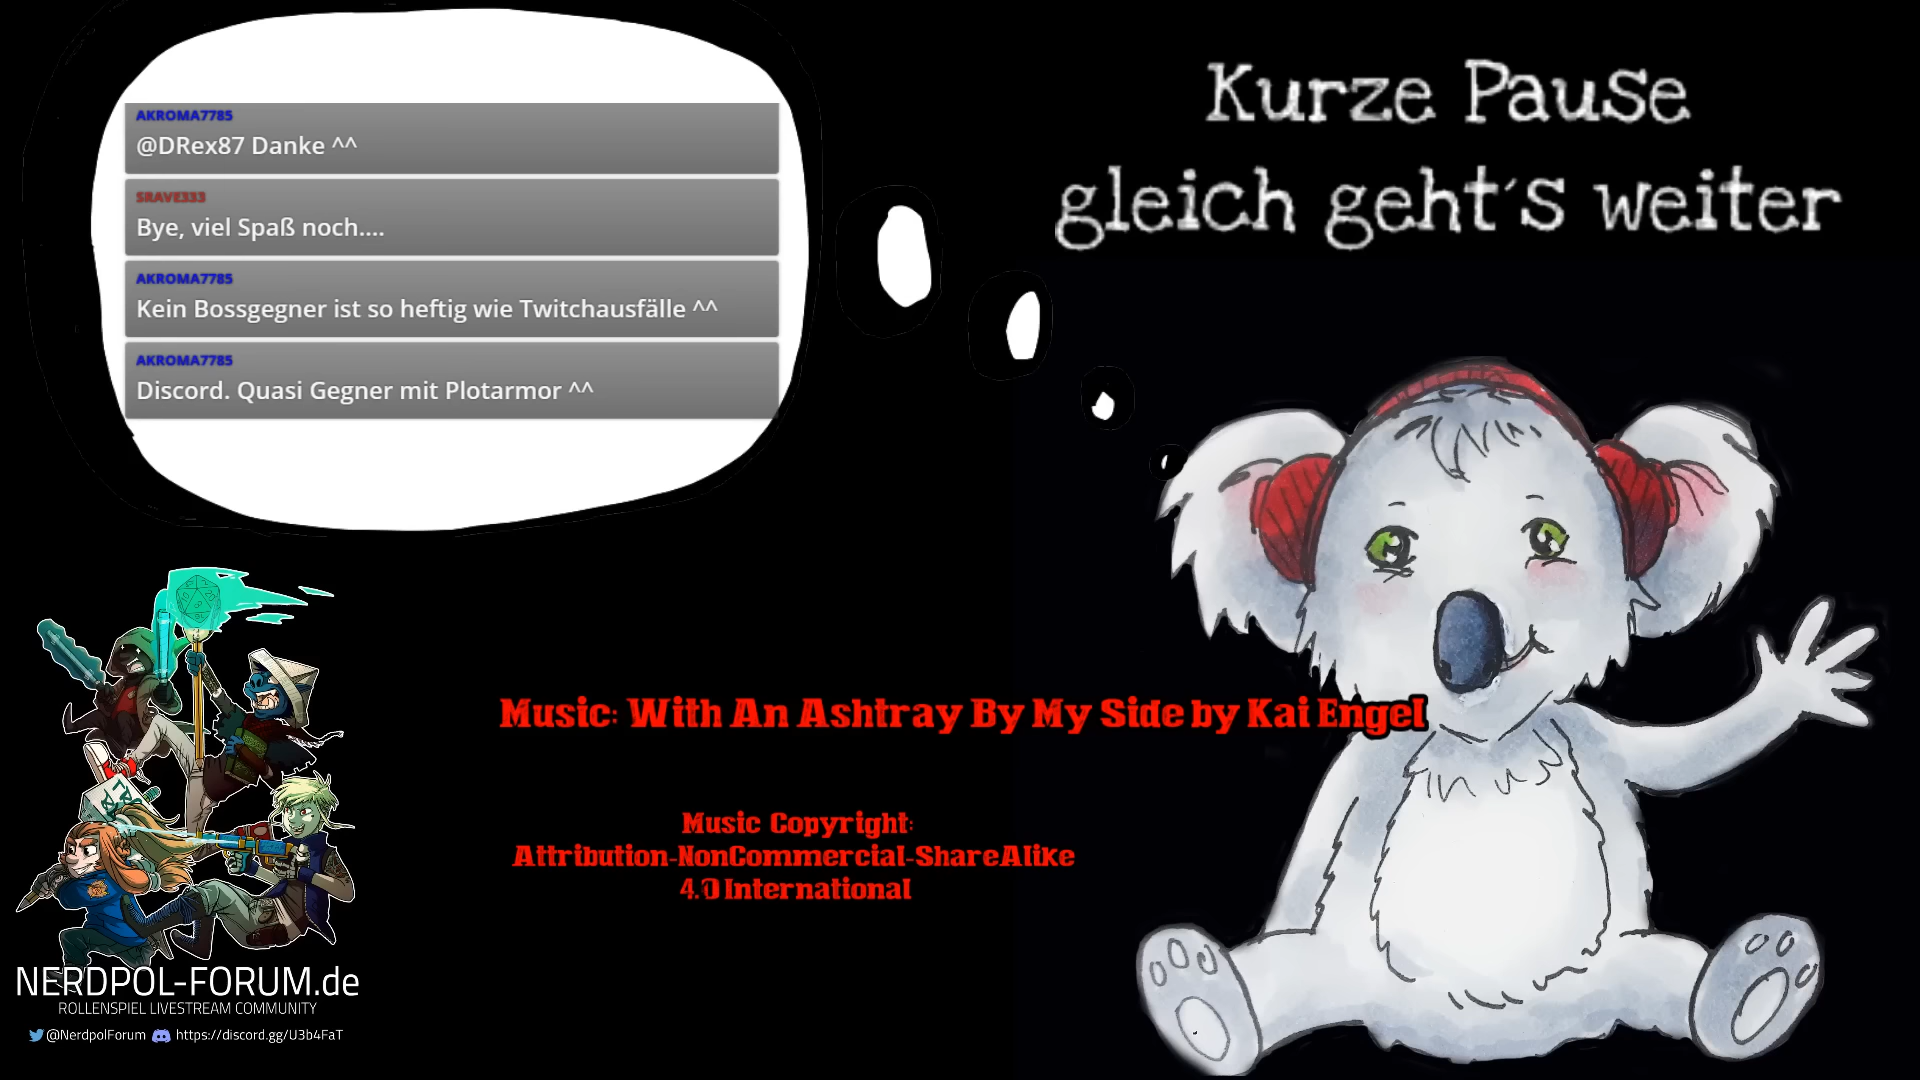 AKROMA7785
@DRex87 Danke ^^
SRAVE333
Bye, viel Spaß noch....
AKROMA7785
Kein Bossgegner ist so heftig wie Twitchausfälle ^^
AKROMA7785
Discord. Quasi Gegner mit Plotarmor ^^
Kurze Pause
gleich geht´s weiter
Music: With An Ashtray By My Side by Kai Engel
Music Copyright:
Attribution-NonCommercial-ShareAlike
4.0 International
NERDPOL-FORUM.de
ROLLENSPIEL LIVESTREAM COMMUNITY
@NerdpolForum https://discord.gg/U3b4FaT